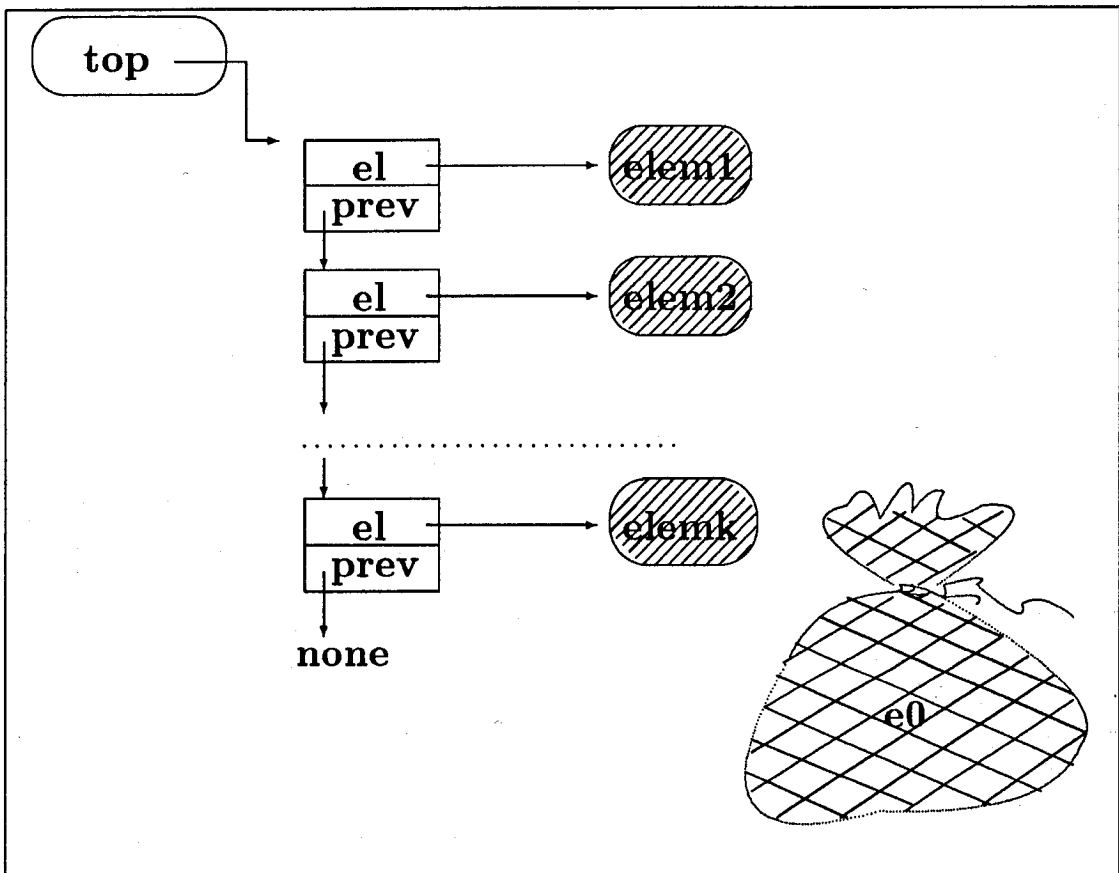 top
el
elem1
prev
el
elem2
prev
..............................
el
elemk
prev
none
e0